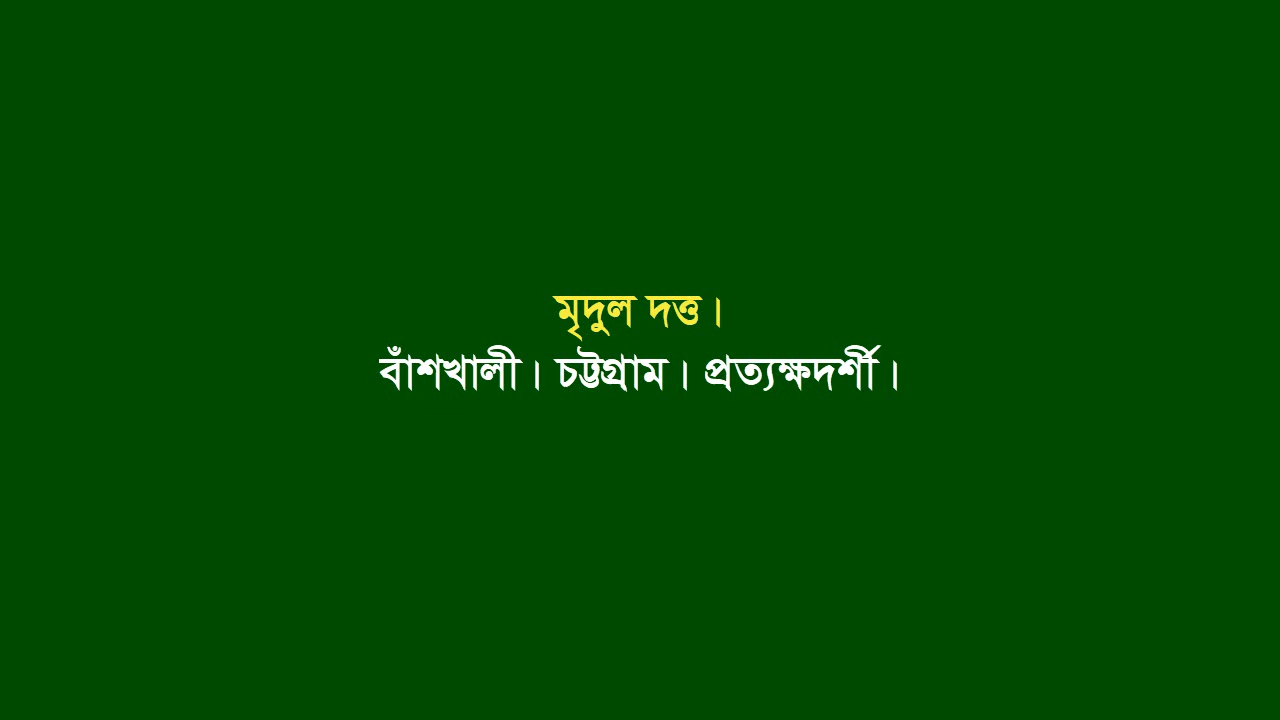 মৃদুল দত্ত।
বাঁশখালী। চট্টগ্রাম। প্রত্যক্ষদর্শী।